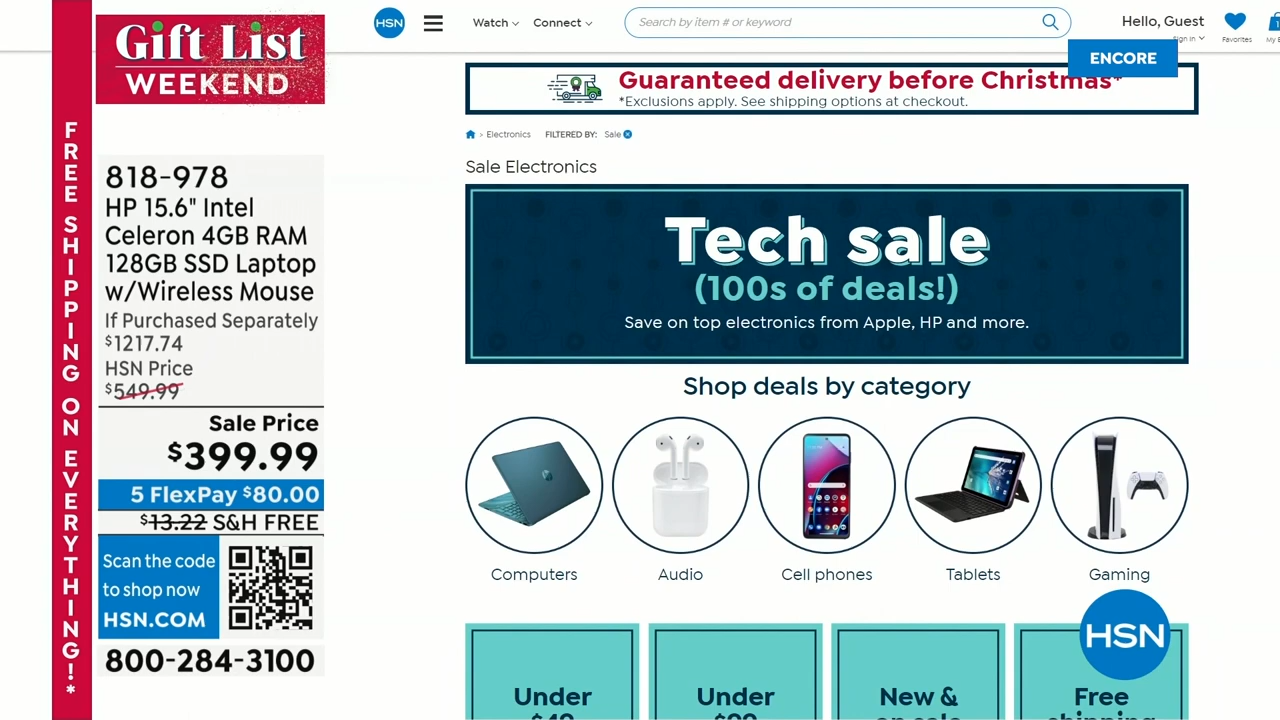 Gift List
WEEKEND
FREE SHIPPING ON EVERYTHING!*
818-978
HP 15.6" Intel
Celeron 4GB RAM
128GB SSD Laptop
w/Wireless Mouse
If Purchased Separately
$1217.74
HSN Price
$549.99
Sale Price
$399.99
5 FlexPay $80.00
$13.22 S&H FREE
Scan the code
to shop now
HSN.COM
800-284-3100
HSN
Watch
Connect
Search by item # or keyword
Hello, Guest
Sign In
Favorites
ENCORE
Guaranteed delivery before Christmas*
*Exclusions apply. See shipping options at checkout.
> Electronics
FILTERED BY: Sale
Sale Electronics
Tech sale
(100s of deals!)
Save on top electronics from Apple, HP and more.
Shop deals by category
Computers
Audio
Cell phones
Tablets
Gaming
HSN
Under
Under
New &
on sale
Free
shipping